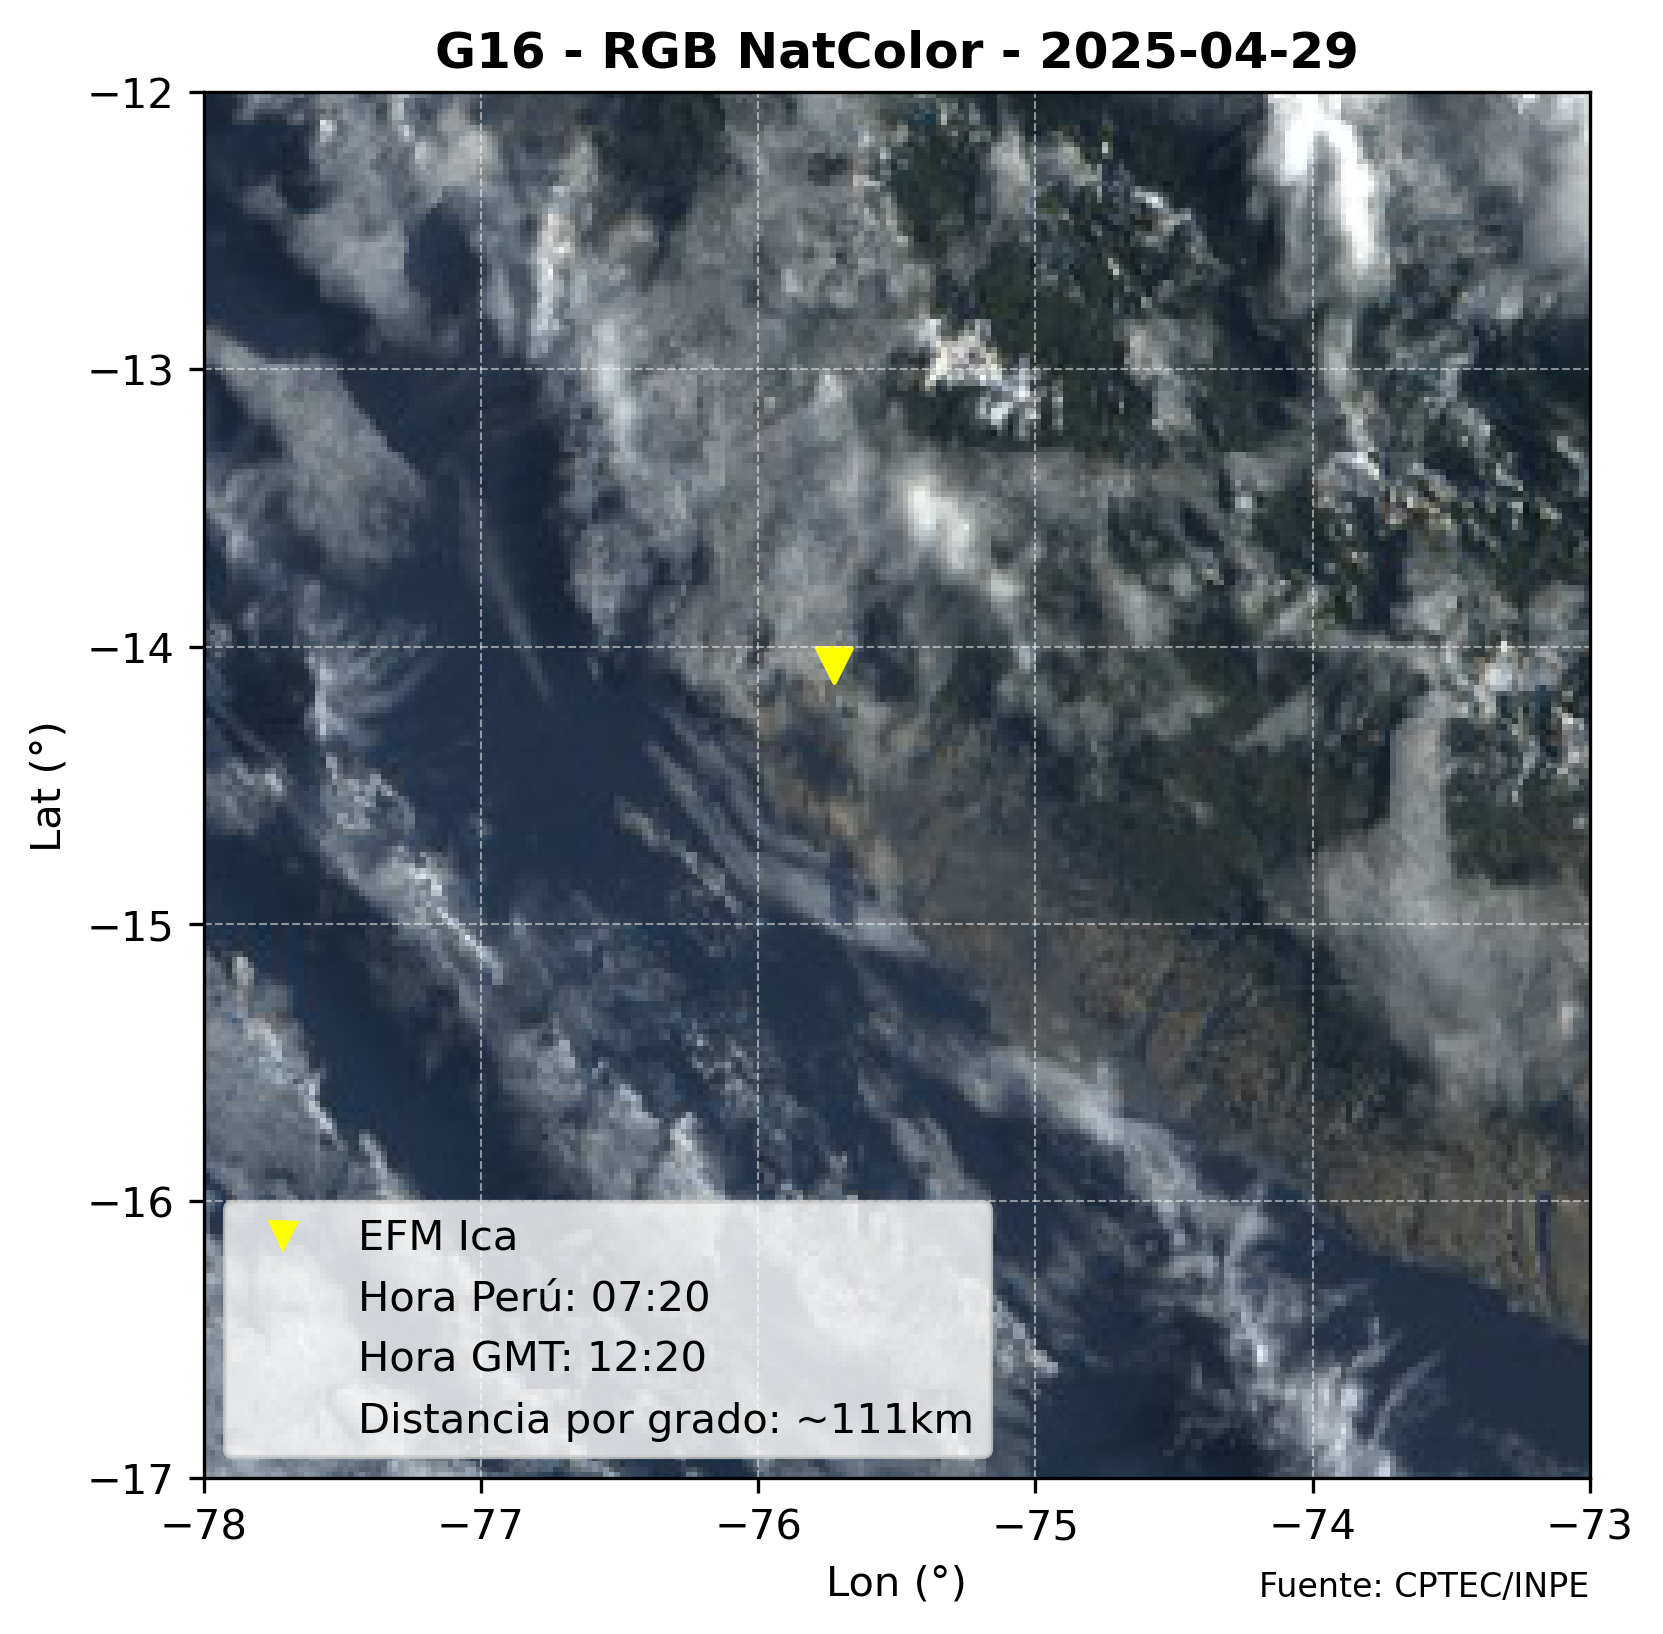 G16 - RGB NatColor - 2025-04-29
−12
−13
−14
−15
−16
−17
Lat (°)
EFM Ica
Hora Perú: 07:20
Hora GMT: 12:20
Distancia por grado: ~111km
−78 −77 −76 −75 −74 −73
Lon (°)
Fuente: CPTEC/INPE